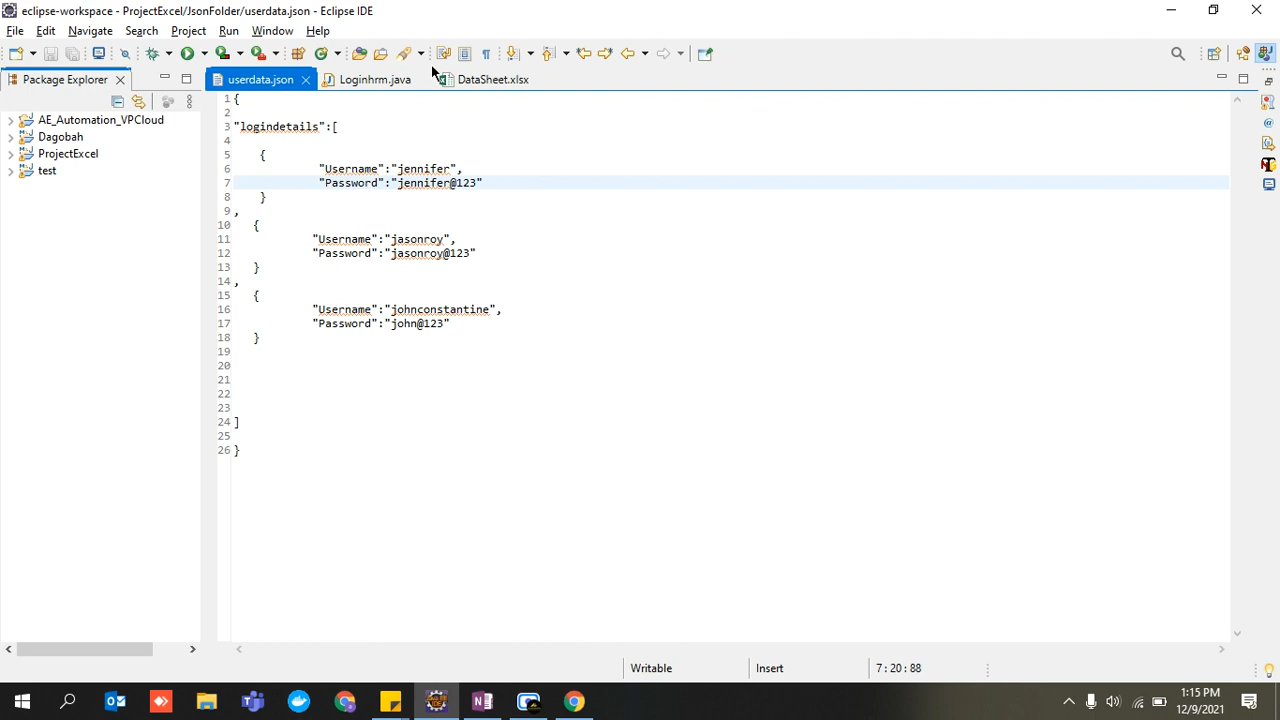 eclipse-workspace - ProjectExcel/JsonFolder/userdata.json - Eclipse IDE
File Edit Navigate Search Project Run Window Help
Package Explorer
userdata.json
Loginhrm.java
DataSheet.xlsx
AE_Automation_VPCloud
Dagobah
ProjectExcel
test
1 {
2
3 "logindetails":[
4
5 {
6 "Username":"jennifer",
7 "Password":"jennifer@123"
8 }
9 ,
10 {
11 "Username":"jasonroy",
12 "Password":"jasonroy@123"
13 }
14 ,
15 {
16 "Username":"johnconstantine",
17 "Password":"john@123"
18 }
19
20
21
22
23
24 ]
25
26 }
Writable Insert 7 : 20 : 88
1:15 PM
12/9/2021